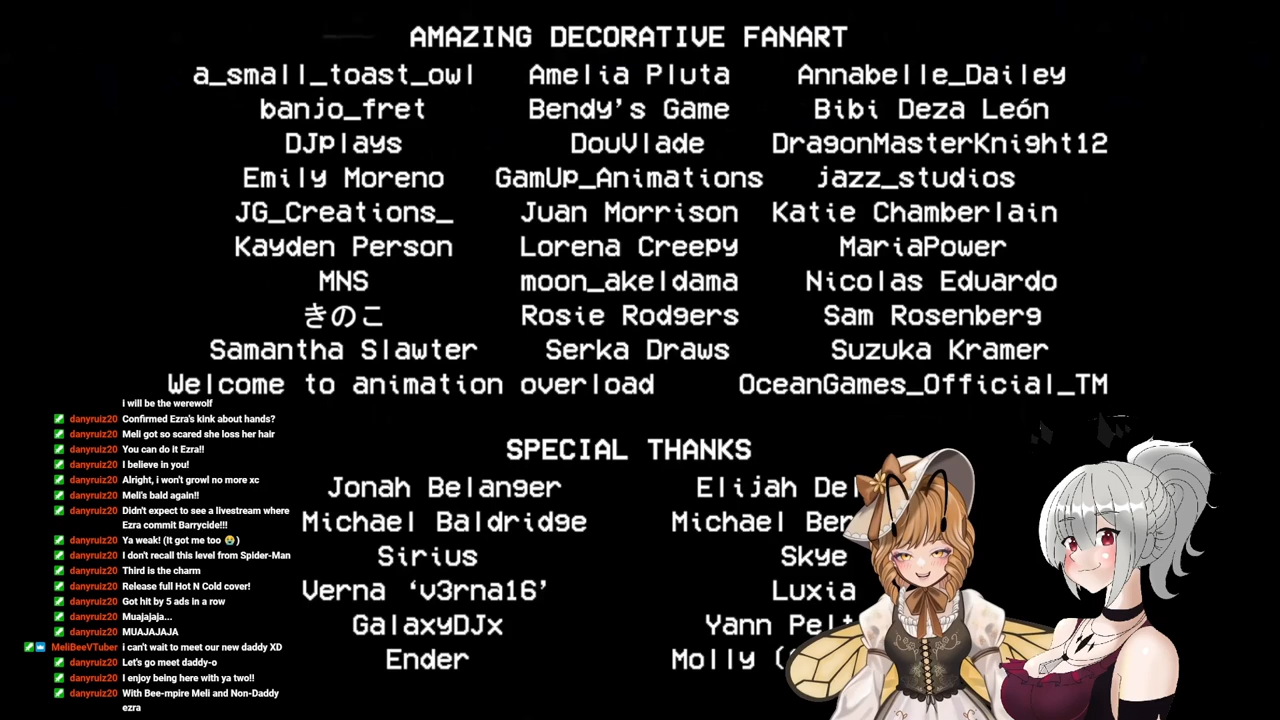 AMAZING DECORATIVE FANART
a_small_toast_owl Amelia Pluta Annabelle_Dailey
banjo_fret Bendy's Game Bibi Deza León
DJplays DouVlade DragonMasterKnight12
Emily Moreno GamUp_Animations jazz_studios
JG_Creations_ Juan Morrison Katie Chamberlain
Kayden Person Lorena Creepy MariaPower
MNS moon_akeldama Nicolas Eduardo
きのこ Rosie Rodgers Sam Rosenberg
Samantha Slawter Serka Draws Suzuka Kramer
Welcome to animation overload OceanGames_Official_TM
SPECIAL THANKS
Jonah Belanger Elijah
Michael Baldridge Michael
Sirius Skye
Verna ‘v3rna16’ Luxia
GalaxyDJx Yann
Ender Molly
i will be the werewolf
danyruiz20 Confirmed Ezra's kink about hands?
danyruiz20 Meli got so scared she loss her hair
danyruiz20 You can do it Ezra!!
danyruiz20 I believe in you!
danyruiz20 Alright, i won't growl no more xc
danyruiz20 Meli's bald again!!
danyruiz20 Didn't expect to see a livestream where
Ezra commit Barrycide!!!
danyruiz20 Ya weak! (It got me too 😭)
danyruiz20 I don't recall this level from Spider-Man
danyruiz20 Third is the charm
danyruiz20 Release full Hot N Cold cover!
danyruiz20 Got hit by 5 ads in a row
danyruiz20 Muajajaja...
danyruiz20 MUAJAJAJA
MeliBeeVTuber i can't wait to meet our new daddy XD
danyruiz20 Let's go meet daddy-o
danyruiz20 I enjoy being here with ya two!!
danyruiz20 With Bee-mpire Meli and Non-Daddy
ezra